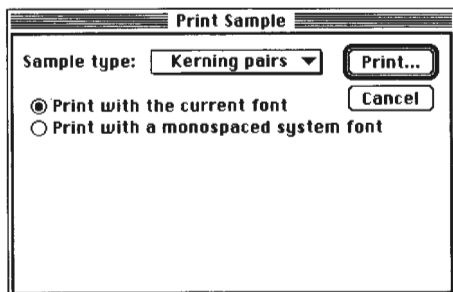 Print Sample
Sample type: Kerning pairs Print...
Cancel
Print with the current font
Print with a monospaced system font